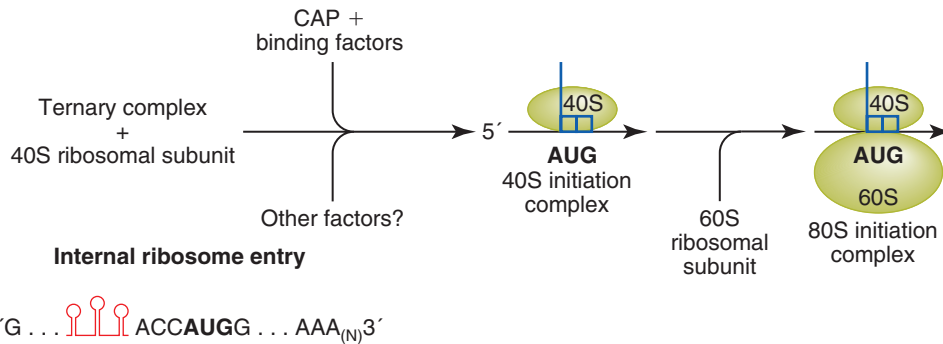 CAP +
binding factors
Ternary complex
+
40S ribosomal subunit
5´
40S
AUG
40S initiation
complex
40S
AUG
60S
80S initiation
complex
Other factors?
60S
ribosomal
subunit
Internal ribosome entry
´G . . . ACCAUGG . . . AAA(N)3´